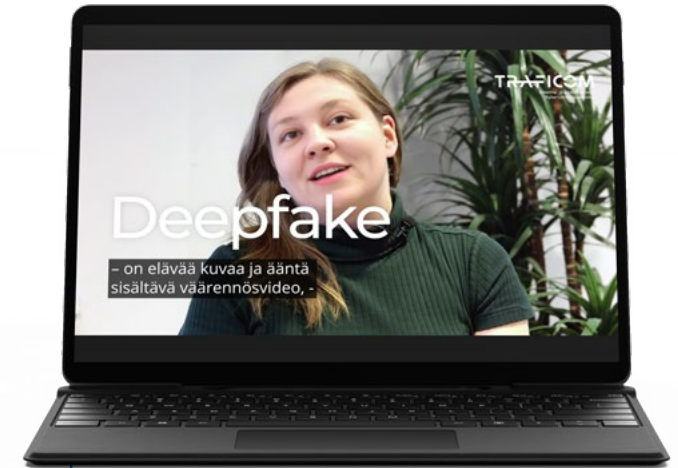 TRAFICOM
Deepfake
– on elävää kuvaa ja ääntä
sisältävä väärennösvideo, -